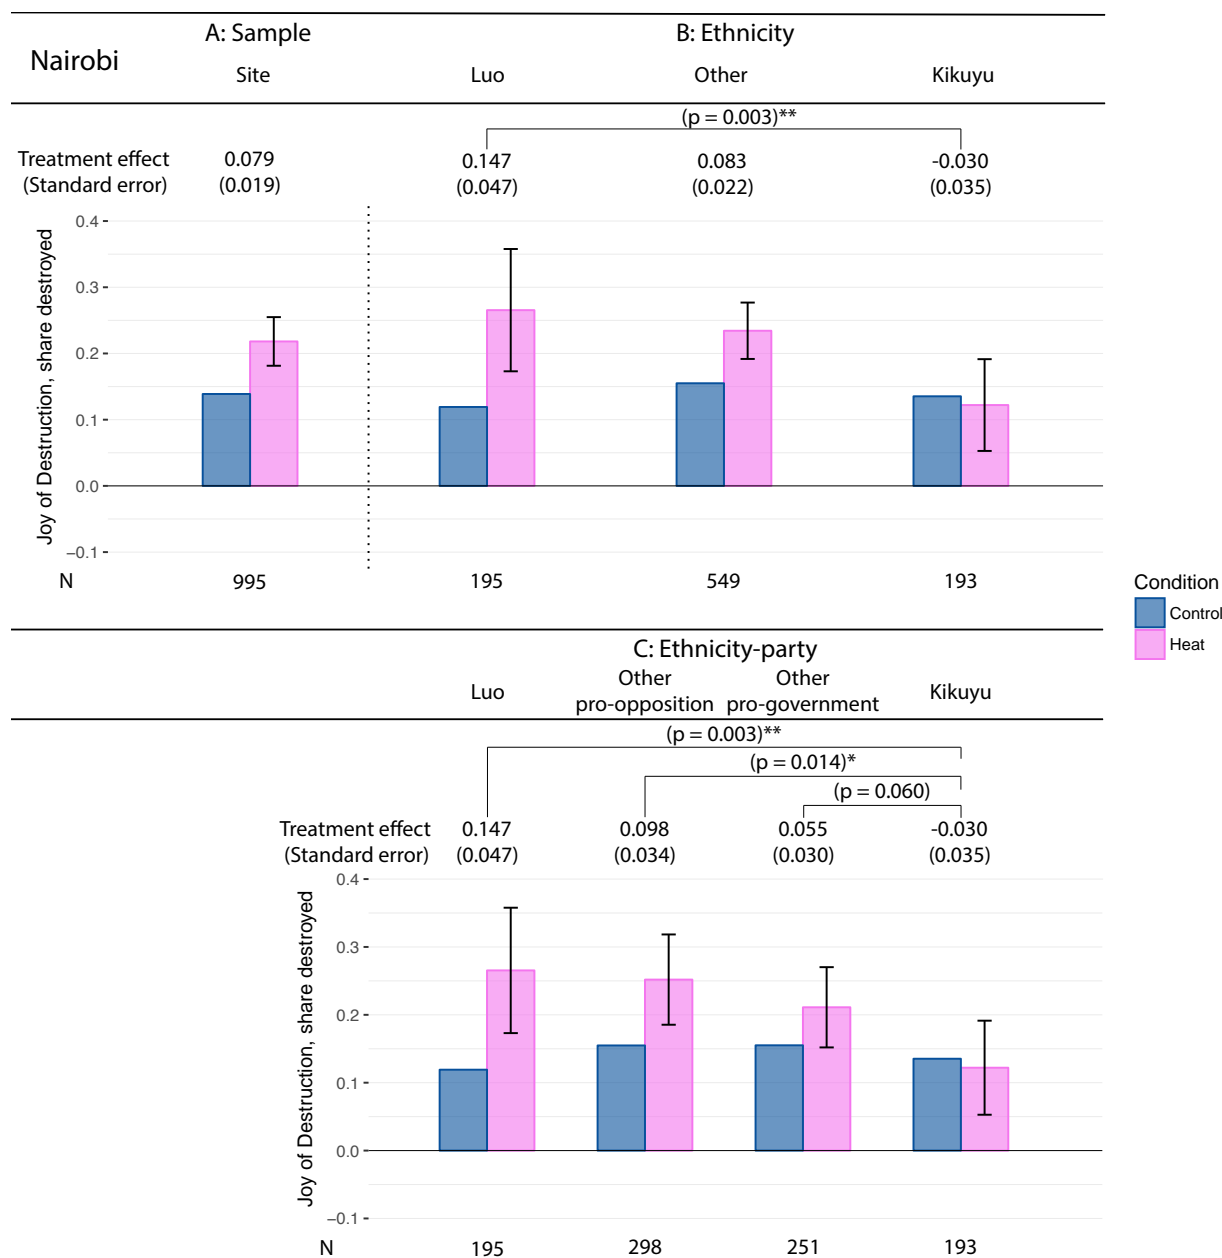 Nairobi
A: Sample
B: Ethnicity
Site
Luo
Other
Kikuyu
(p = 0.003)**
Treatment effect
0.079
0.147
0.083
-0.030
(Standard error)
(0.019)
(0.047)
(0.022)
(0.035)
Joy of Destruction, share destroyed
0.4
0.3
0.2
0.1
0.0
−0.1
N
995
195
549
193
Condition
Control
Heat
C: Ethnicity-party
Luo
Other
pro-opposition
Other
pro-government
Kikuyu
(p = 0.003)**
(p = 0.014)*
(p = 0.060)
Treatment effect
0.147
0.098
0.055
-0.030
(Standard error)
(0.047)
(0.034)
(0.030)
(0.035)
Joy of Destruction, share destroyed
0.4
0.3
0.2
0.1
0.0
−0.1
N
195
298
251
193